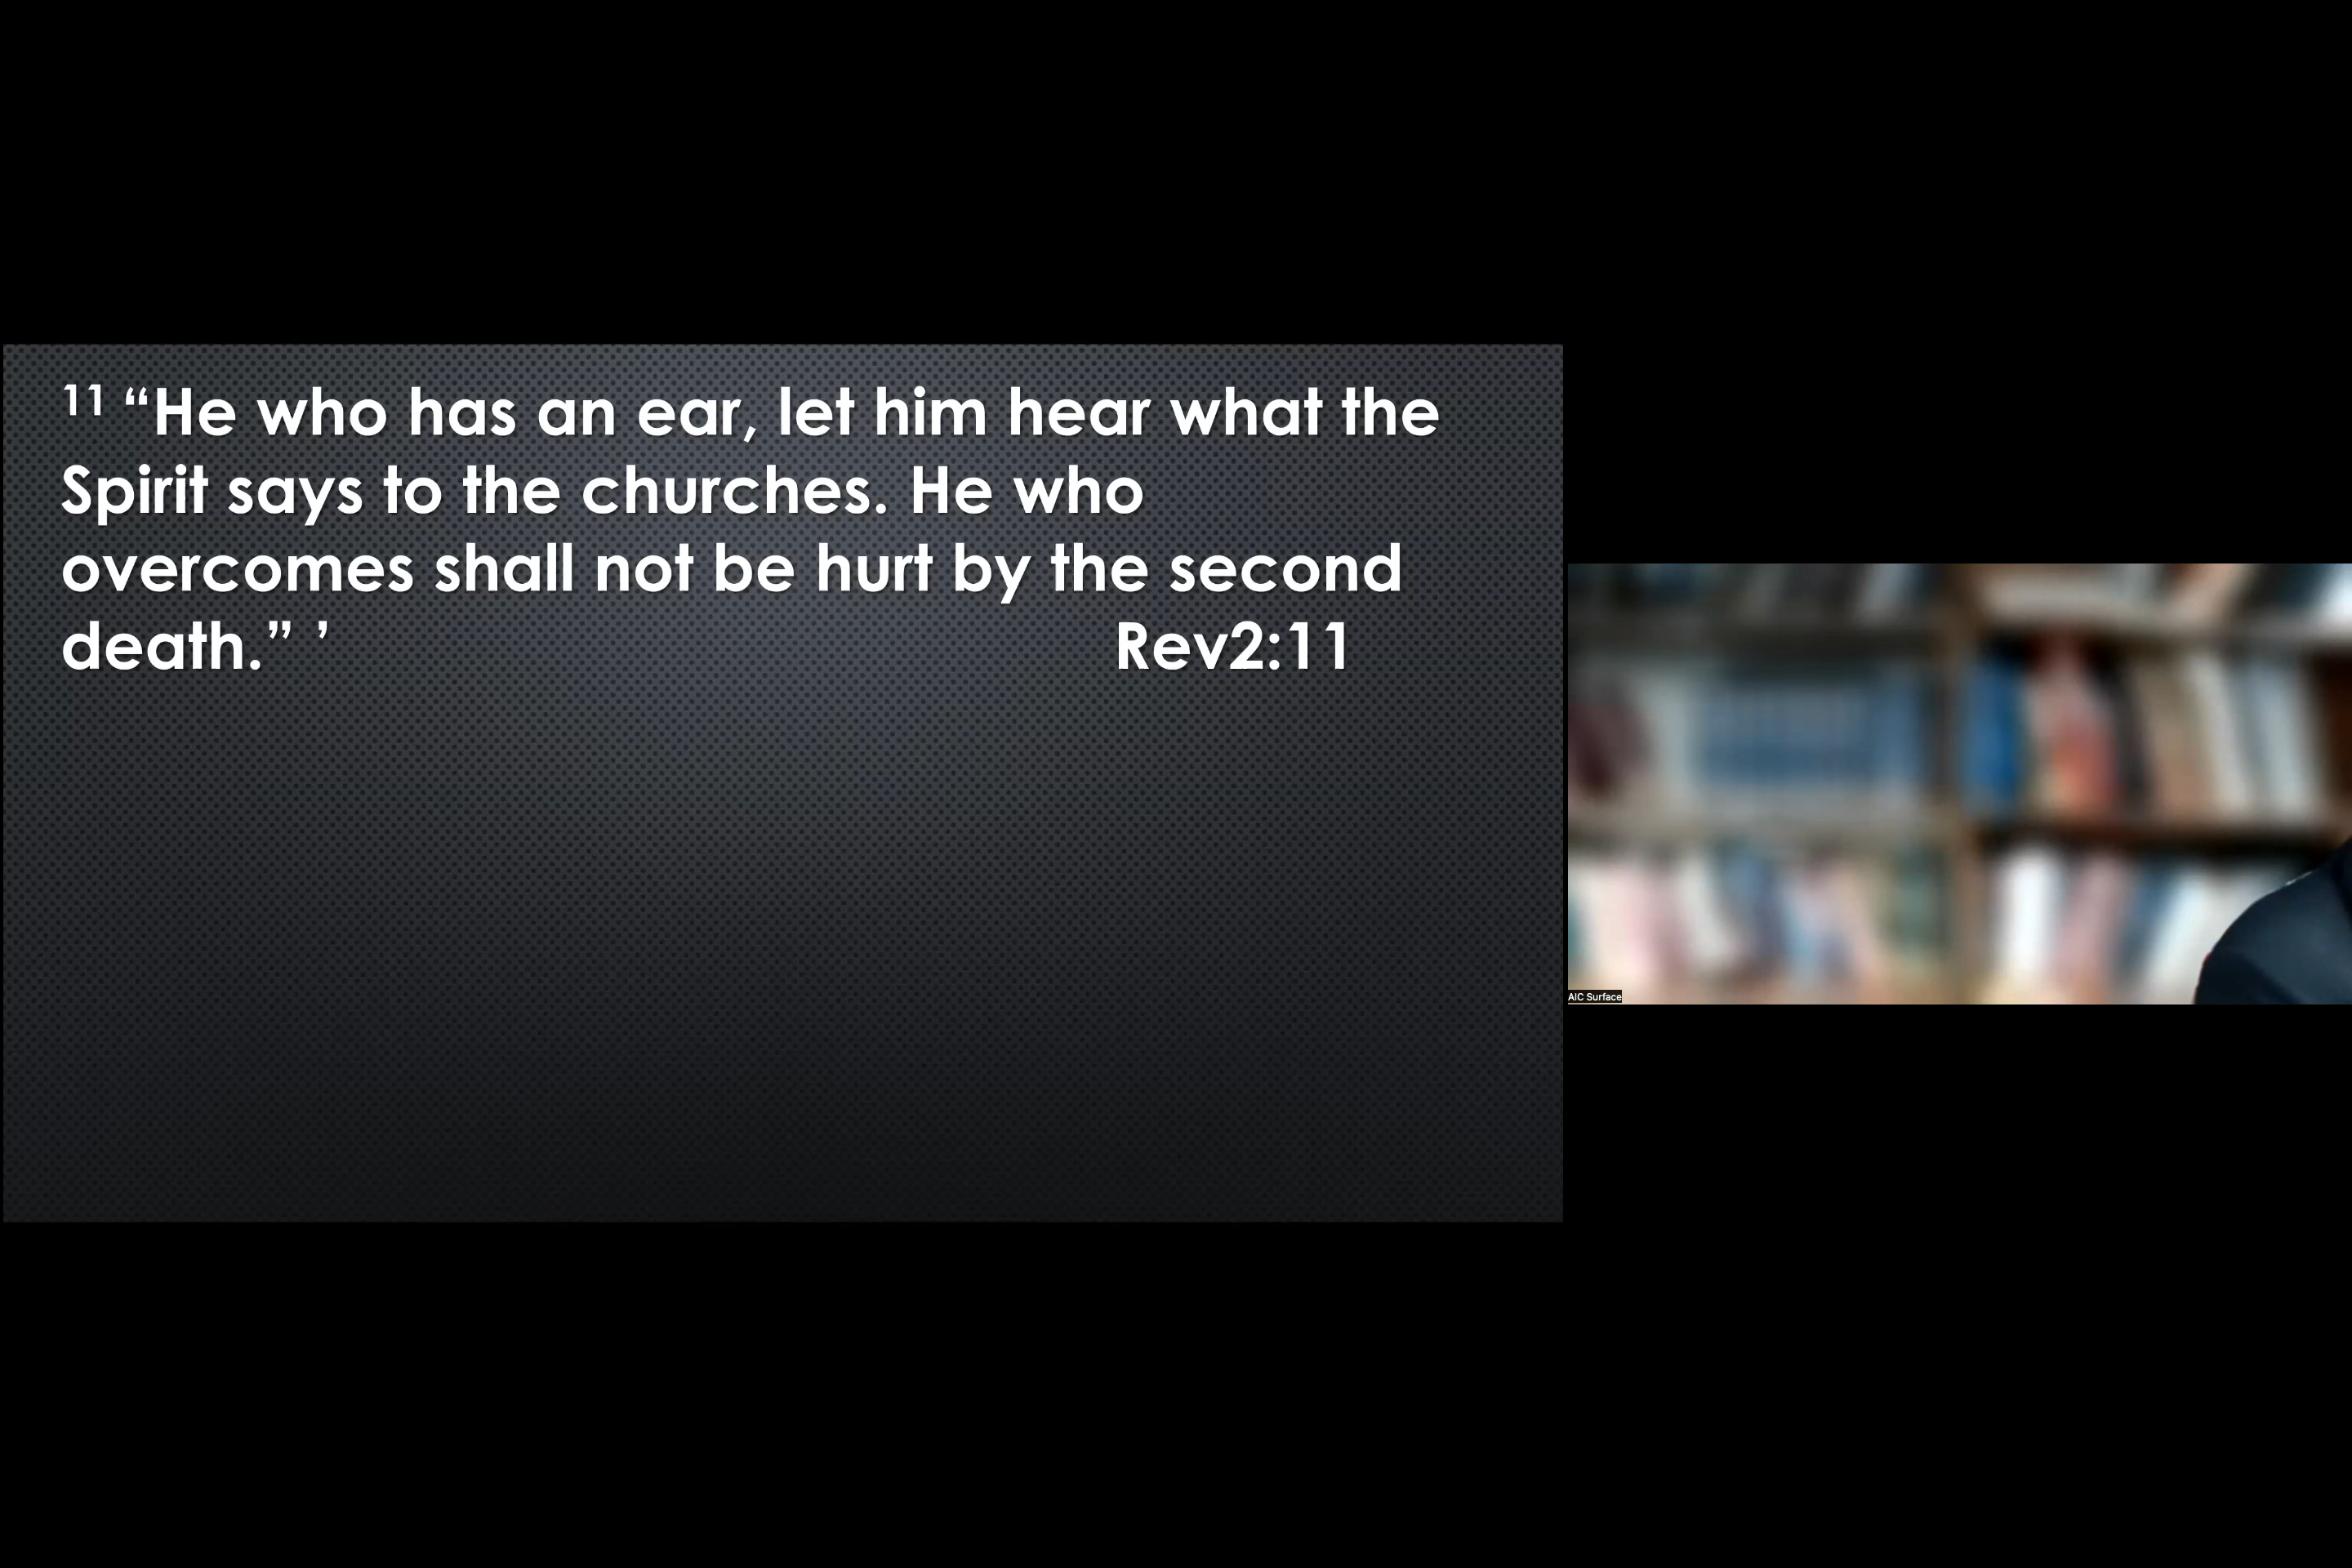 11 “He who has an ear, let him hear what the
Spirit says to the churches. He who
overcomes shall not be hurt by the second
death.” ’ Rev2:11
AIC Surface